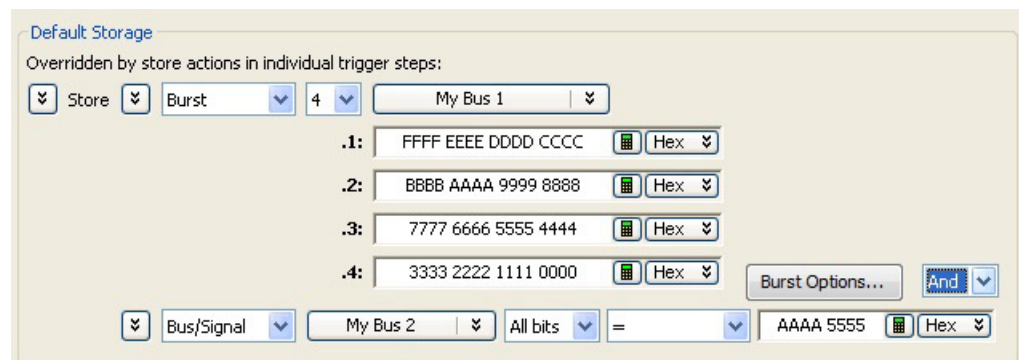 Default Storage
Overridden by store actions in individual trigger steps:
Store Burst 4 My Bus 1
.1: FFFF EEEE DDDD CCCC Hex
.2: BBBB AAAA 9999 8888 Hex
.3: 7777 6666 5555 4444 Hex
.4: 3333 2222 1111 0000 Hex Burst Options... And
Bus/Signal My Bus 2 All bits = AAAA 5555 Hex